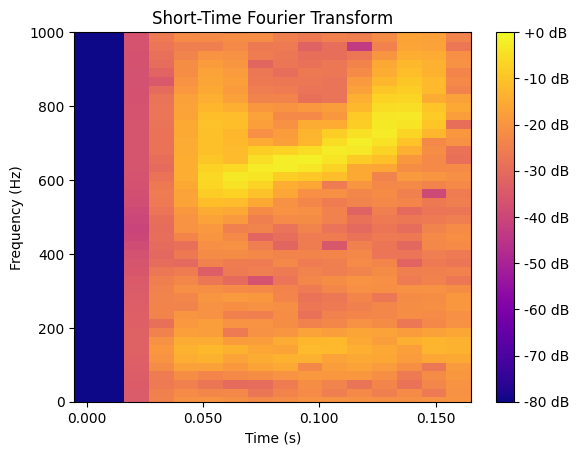 Short-Time Fourier Transform
1000
800
600
400
200
0
Frequency (Hz)
0.000
0.050
0.100
0.150
Time (s)
+0 dB
-10 dB
-20 dB
-30 dB
-40 dB
-50 dB
-60 dB
-70 dB
-80 dB